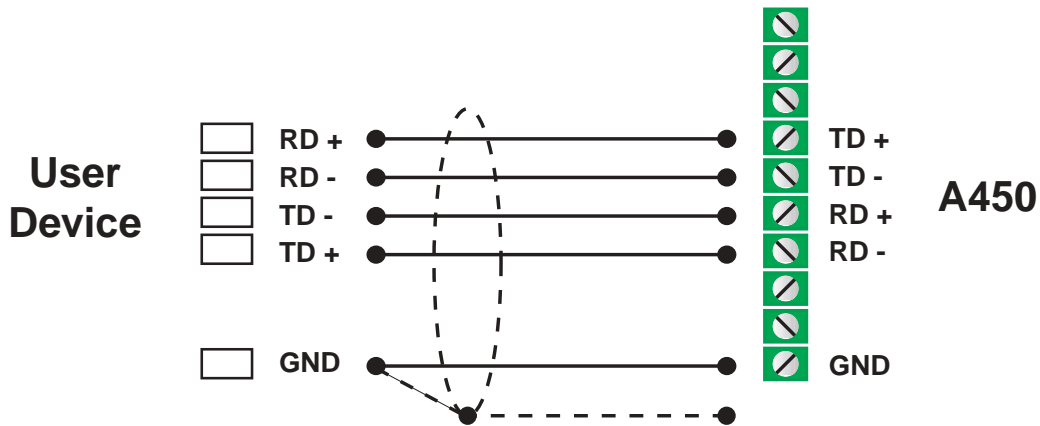 User
Device
RD +
RD -
TD -
TD +
GND
TD +
TD -
RD +
RD -
GND
A450